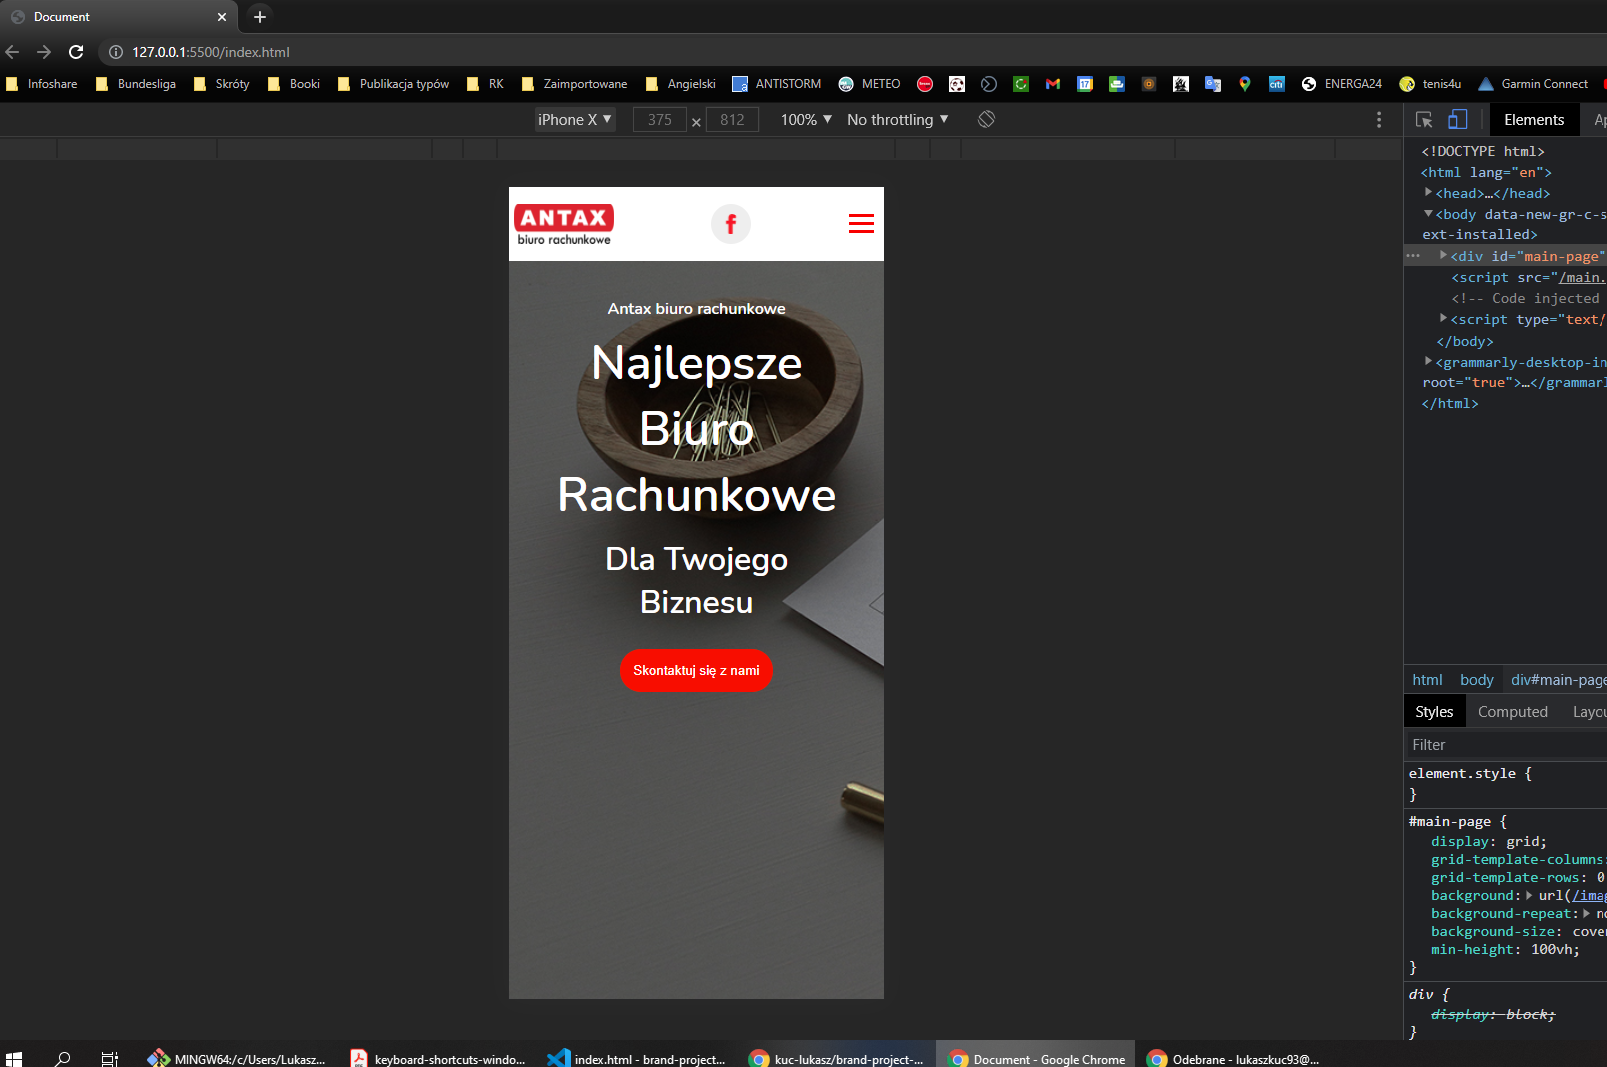 Document
127.0.0.1:5500/index.html
Infoshare
Bundesliga
Skróty
Booki
Publikacja typów
RK
Zaimportowane
Angielski
ANTISTORM
METEO
ENERGA24
tenis4u
Garmin Connect
iPhone X ▼
375 × 812
100% ▼
No throttling ▼
Elements
<!DOCTYPE html>
<html lang="en">
<head>…</head>
<body data-new-gr-c-s
ext-installed>
<div id="main-page"
<script src="/main.
<!-- Code injected
<script type="text/
</body>
<grammarly-desktop-in
root="true">…</grammarl
</html>
ANTAX
biuro rachunkowe
f
Antax biuro rachunkowe
Najlepsze
Biuro
Rachunkowe
Dla Twojego
Biznesu
Skontaktuj się z nami
html body div#main-page
Styles Computed Layou
Filter
element.style {
}
#main-page {
display: grid;
grid-template-columns:
grid-template-rows: 0
background: url(/imag
background-repeat: no
background-size: cover
min-height: 100vh;
}
div {
display: block;
}
MINGW64:/c/Users/Lukasz...
keyboard-shortcuts-windo...
index.html - brand-project...
kuc-lukasz/brand-project-...
Document - Google Chrome
Odebrane - lukaszkuc93@...